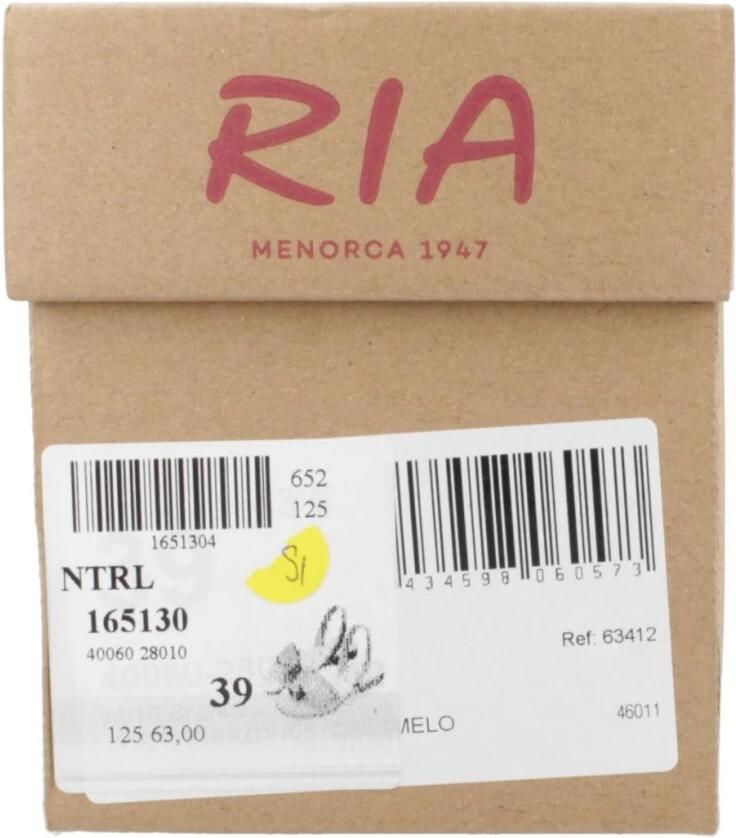 RIA
MENORCA 1947
652
125
1651304
SI
NTRL
165130
40060 28010
39
125 63,00
434598 060573
Ref: 63412
MELO
46011